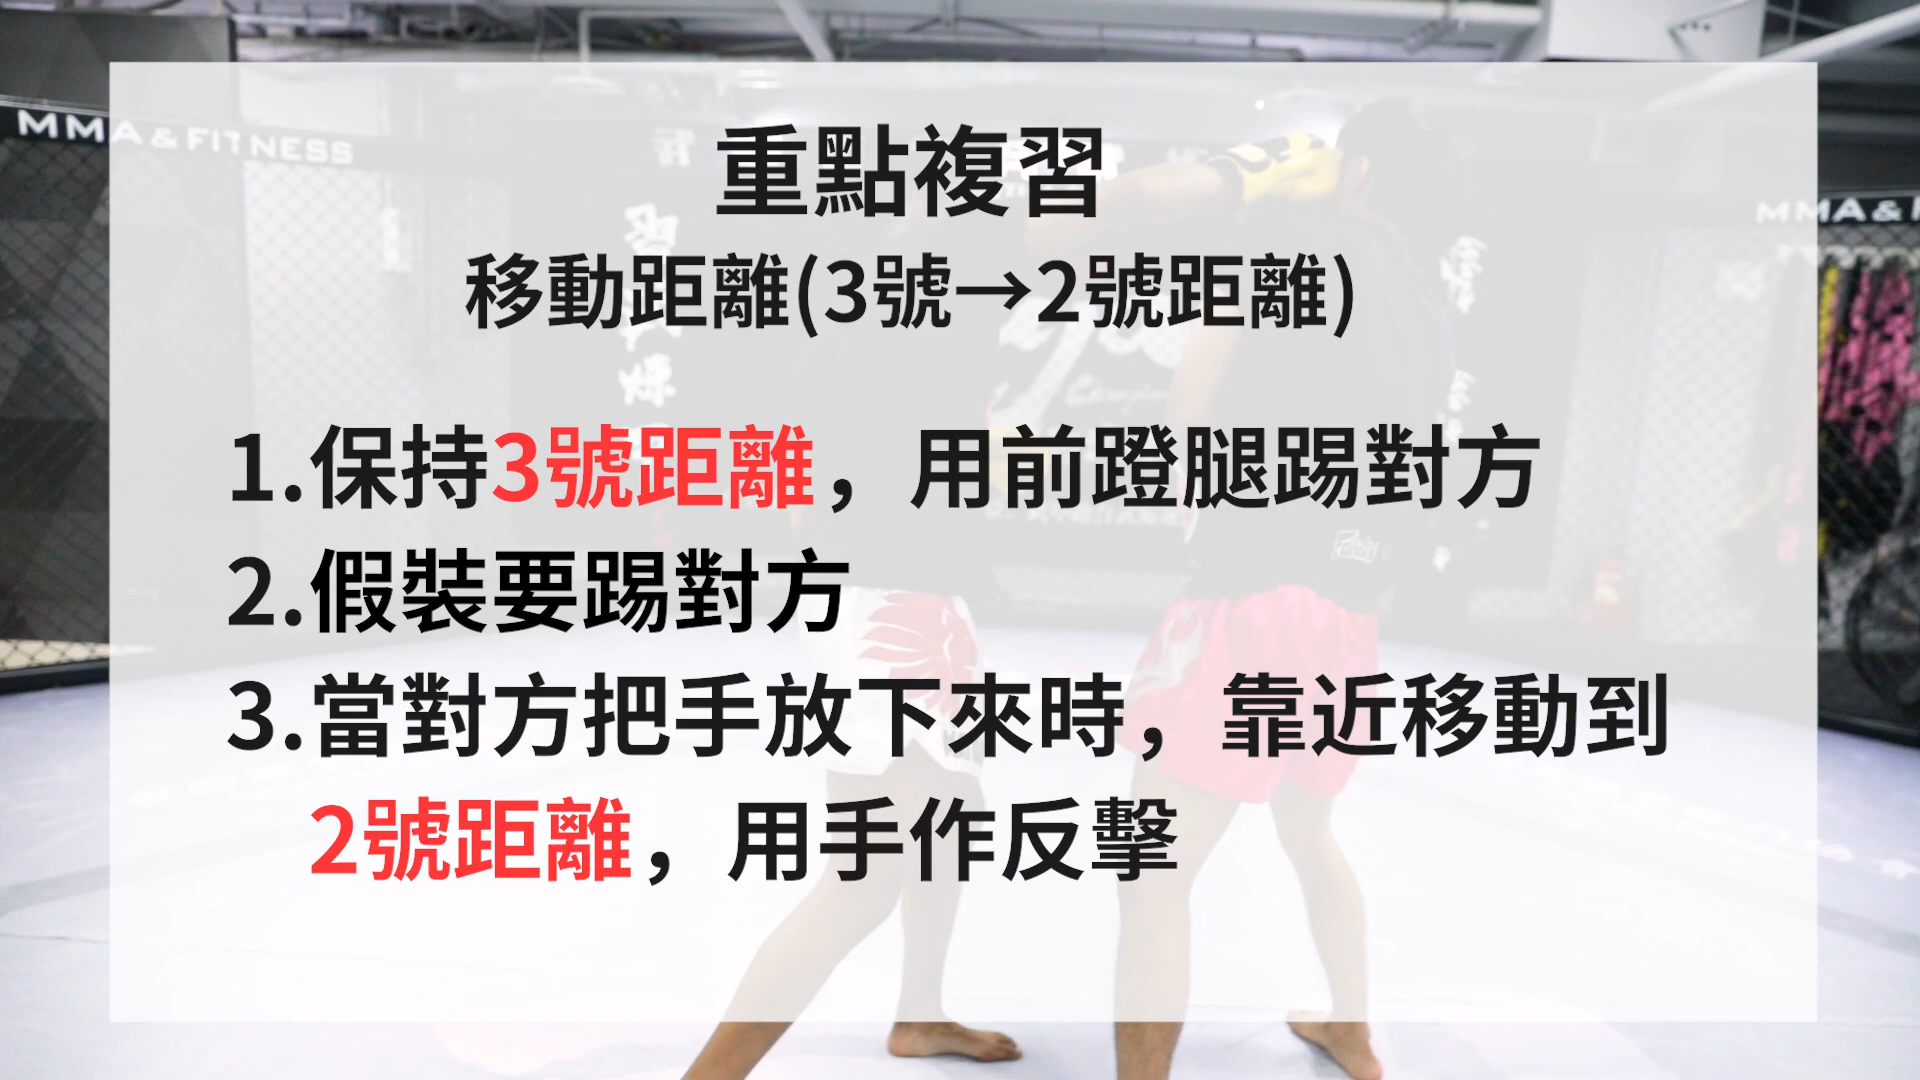 重點複習
移動距離(3號→2號距離)
1.保持3號距離，用前蹬腿踢對方
2.假裝要踢對方
3.當對方把手放下來時，靠近移動到
2號距離，用手作反擊
MMA & FITNESS
MMA & F